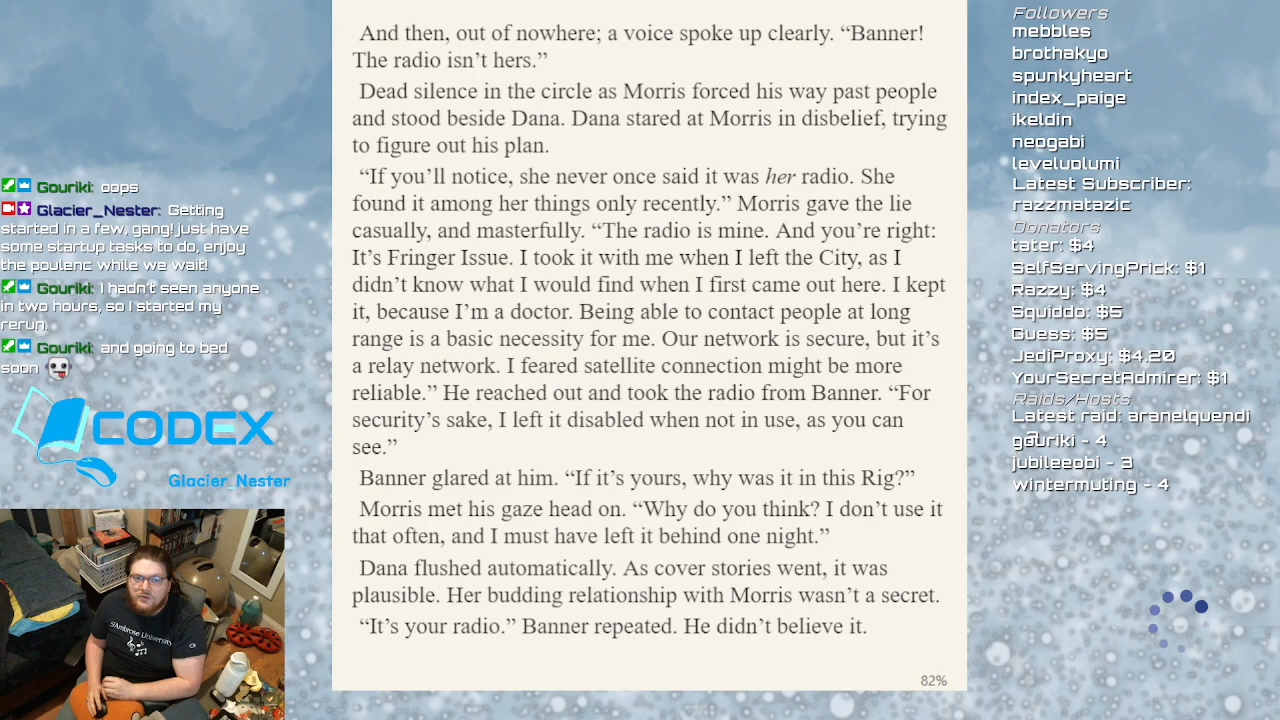 Gouriki: oops
Glacier_Nester: Getting
started in a few, gang! just have
some startup tasks to do, enjoy
the poulenc while we wait!
Gouriki: I hadn't seen anyone
in two hours, so I started my
rerun.
Gouriki: and going to bed
soon
CODEX
Glacier_Nester
St. Ambrose University
And then, out of nowhere; a voice spoke up clearly. “Banner!
The radio isn’t hers.”
Dead silence in the circle as Morris forced his way past people
and stood beside Dana. Dana stared at Morris in disbelief, trying
to figure out his plan.
“If you’ll notice, she never once said it was her radio. She
found it among her things only recently.” Morris gave the lie
casually, and masterfully. “The radio is mine. And you’re right:
It’s Fringer Issue. I took it with me when I left the City, as I
didn’t know what I would find when I first came out here. I kept
it, because I’m a doctor. Being able to contact people at long
range is a basic necessity for me. Our network is secure, but it’s
a relay network. I feared satellite connection might be more
reliable.” He reached out and took the radio from Banner. “For
security’s sake, I left it disabled when not in use, as you can
see.”
Banner glared at him. “If it’s yours, why was it in this Rig?”
Morris met his gaze head on. “Why do you think? I don’t use it
that often, and I must have left it behind one night.”
Dana flushed automatically. As cover stories went, it was
plausible. Her budding relationship with Morris wasn’t a secret.
“It’s your radio.” Banner repeated. He didn’t believe it.
82%
Followers
mebbles
brothakyo
spunkyheart
index_paige
ikeldin
neogabi
leveluolumi
Latest Subscriber:
razzmatazic
Donators
tater: $4
SelfServingPrick: $1
Razzy: $4
Squiddo: $5
Guess: $5
JediProxy: $4.20
YourSecretAdmirer: $1
Raids/Hosts
Latest raid: aranelquendi
gouriki - 4
jubileepbi - 3
wintermuting - 4